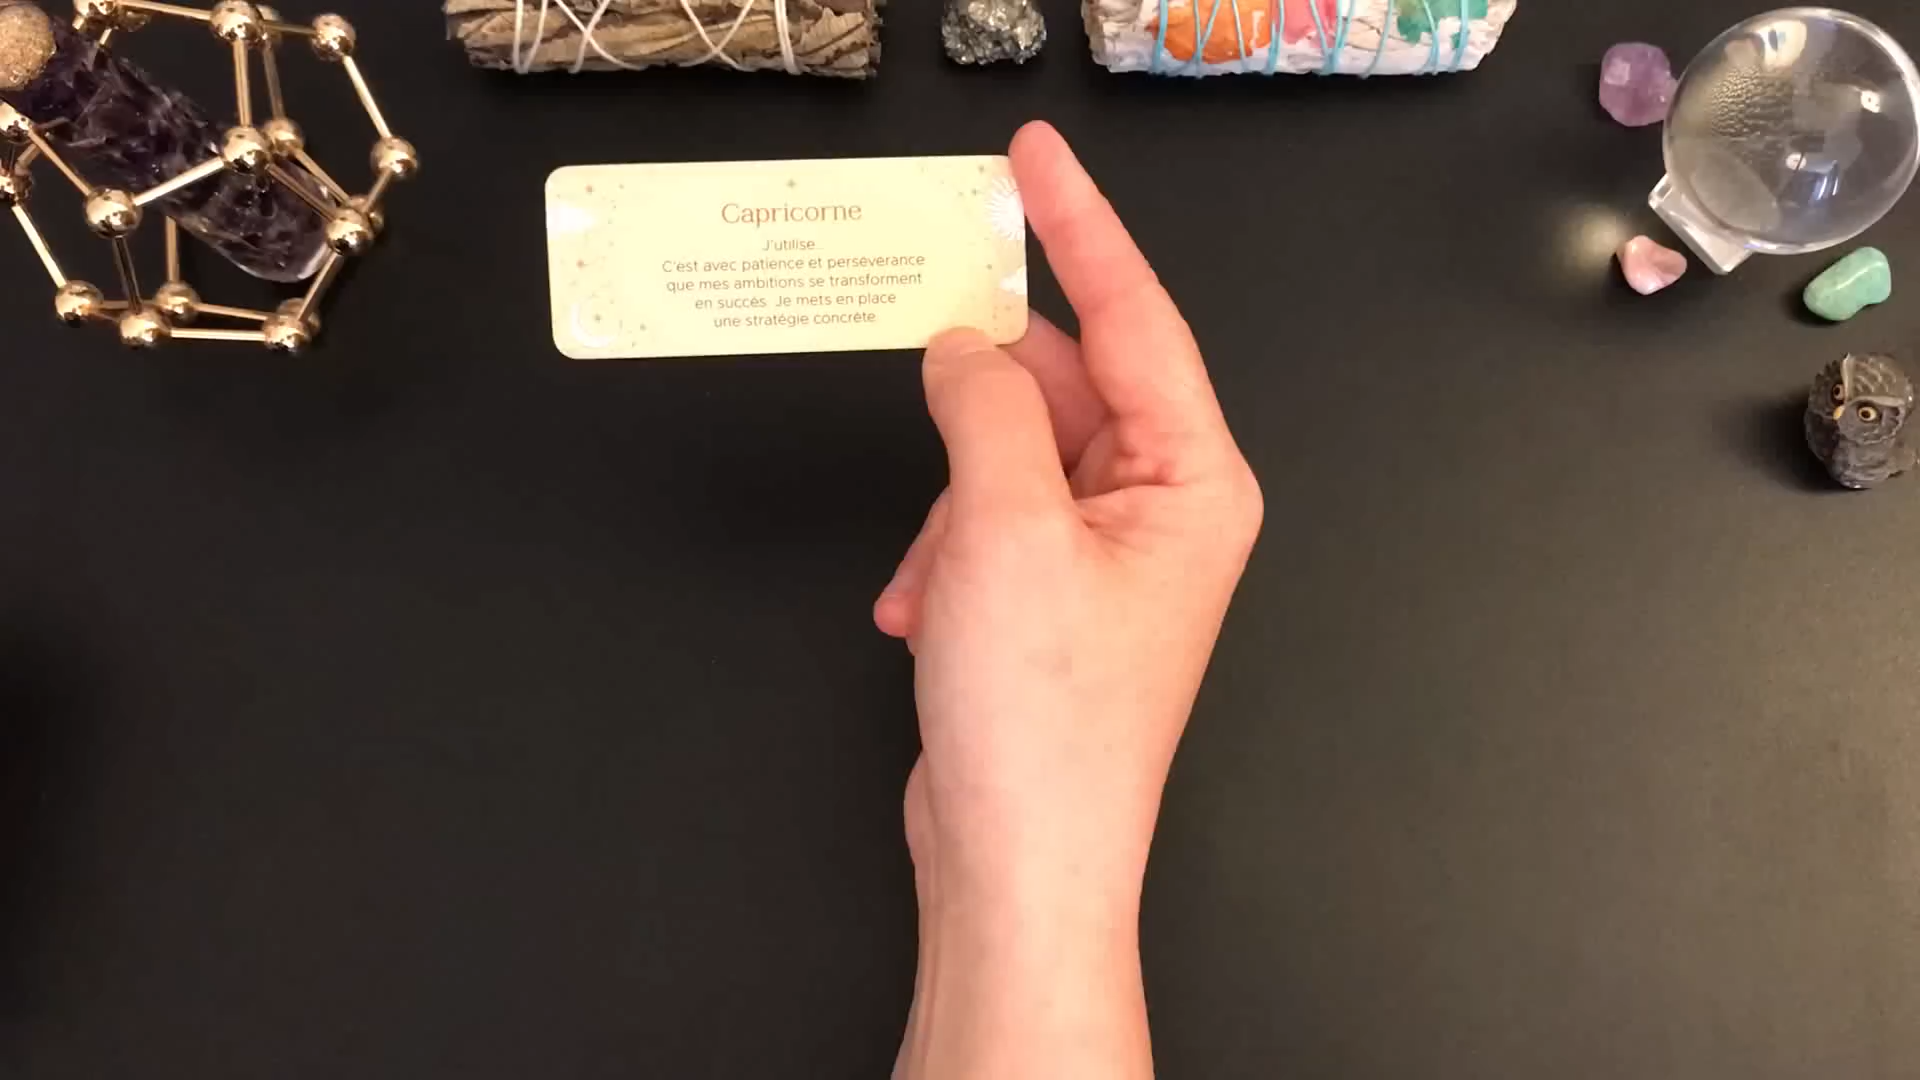 Capricorne
J'utilise...
C'est avec patience et persévérance
que mes ambitions se transforment
en succès. Je mets en place
une stratégie concrète.